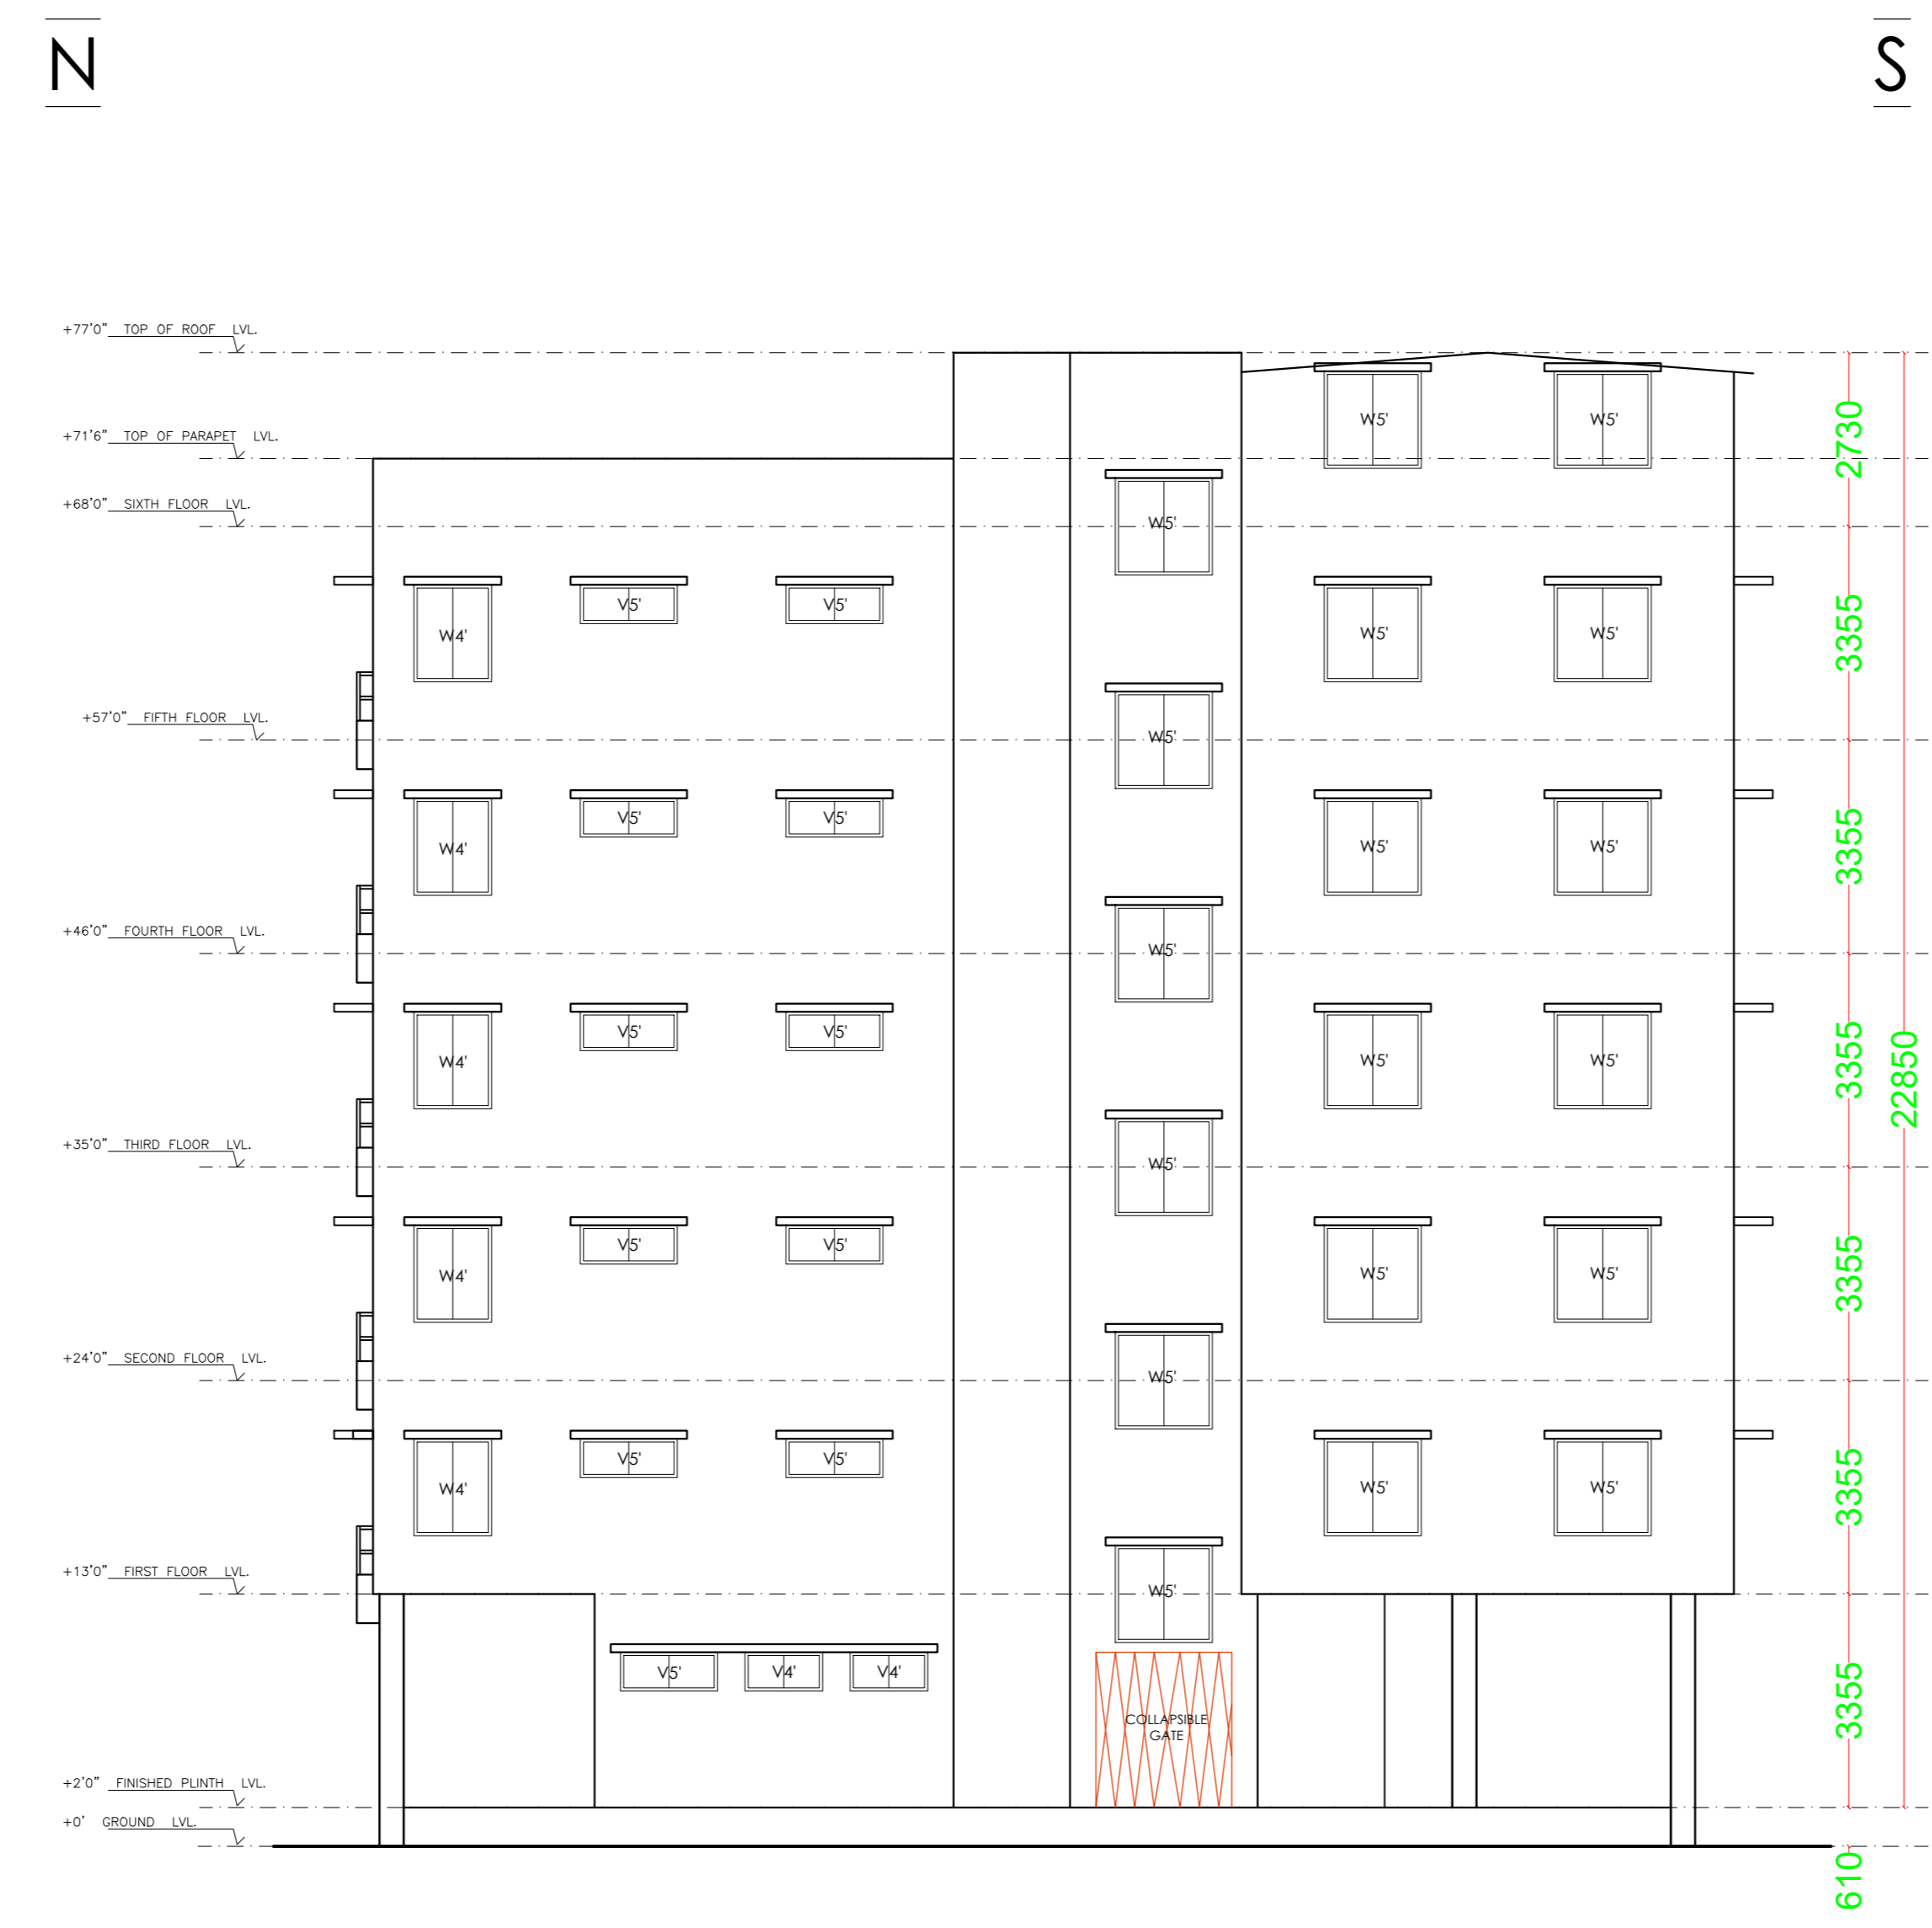 N
S
+77'0" TOP OF ROOF LVL.
+71'6" TOP OF PARAPET LVL.
+68'0" SIXTH FLOOR LVL.
+57'0" FIFTH FLOOR LVL.
+46'0" FOURTH FLOOR LVL.
+35'0" THIRD FLOOR LVL.
+24'0" SECOND FLOOR LVL.
+13'0" FIRST FLOOR LVL.
+2'0" FINISHED PLINTH LVL.
+0' GROUND LVL.
W5' W5'
W5'
W4' V5' V5' W5' W5'
W5'
W4' V5' V5' W5' W5'
W5'
W4' V5' V5' W5' W5'
W5'
W4' V5' V5' W5' W5'
W5'
W4' V5' V5' W5' W5'
W5'
V5' V4' V4'
COLLAPSIBLE
GATE
2730
3355
3355
3355
3355
3355
3355
610
22850